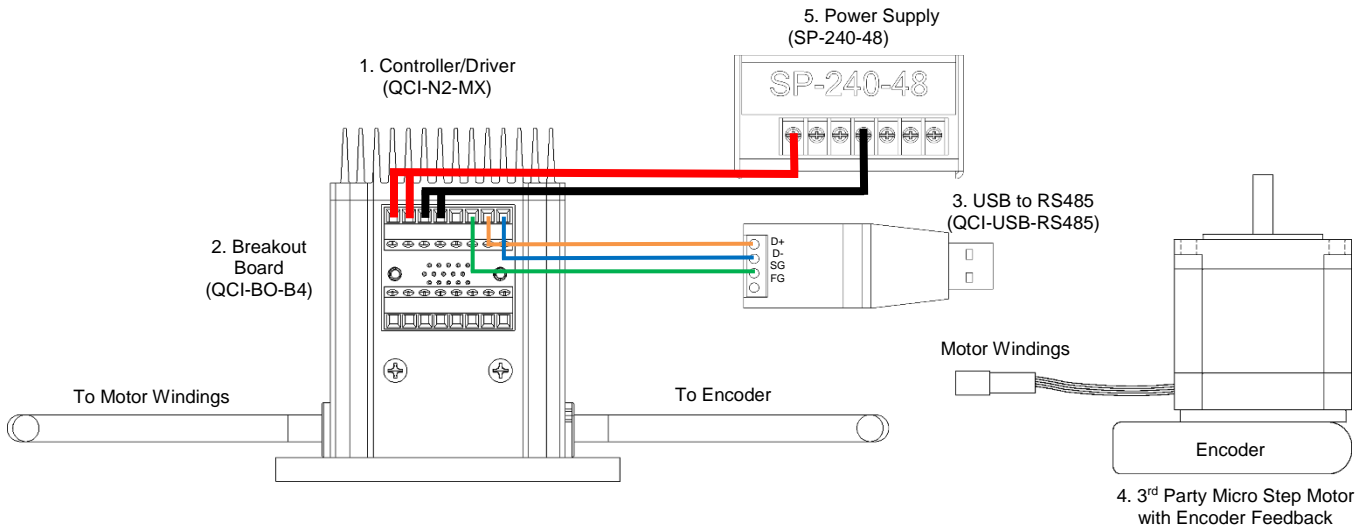 5. Power Supply
(SP-240-48)
1. Controller/Driver
(QCI-N2-MX)
SP-240-48
3. USB to RS485
(QCI-USB-RS485)
2. Breakout
Board
(QCI-BO-B4)
D+
D-
SG
FG
Motor Windings
To Motor Windings
To Encoder
Encoder
4. 3rd Party Micro Step Motor
with Encoder Feedback